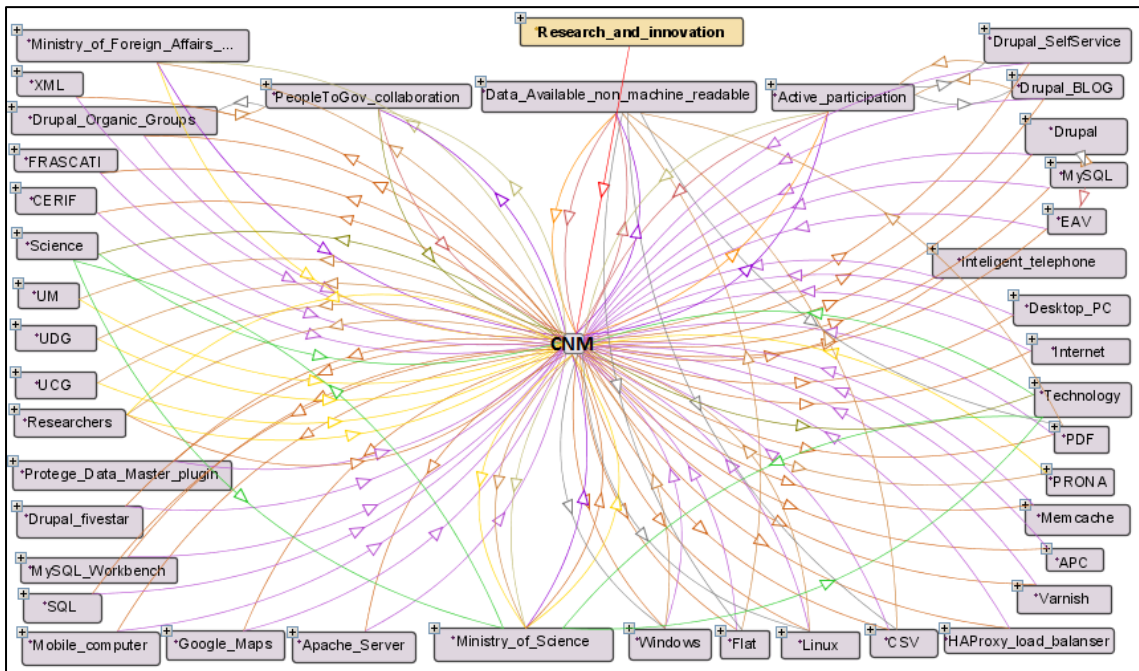 *Research_and_innovation
*Ministry_of_Foreign_Affairs_...
*Drupal_SelfService
*XML
*PeopleToGov_collaboration
*Data_Available_non_machine_readable
*Active_participation
*Drupal_BLOG
*Drupal_Organic_Groups
*Drupal
*FRASCATI
*MySQL
*CERIF
*EAV
*Science
*Inteligent_telephone
*UM
*Desktop_PC
*UDG
CNM
*Internet
*UCG
*Technology
*Researchers
*PDF
*Protege_Data_Master_plugin
*PRONA
*Drupal_fivestar
*Memcache
*MySQL_Workbench
*APC
*SQL
*Varnish
*Mobile_computer
*Google_Maps
*Apache_Server
*Ministry_of_Science
*Windows
*Flat
*Linux
*CSV
*HAProxy_load_balanser